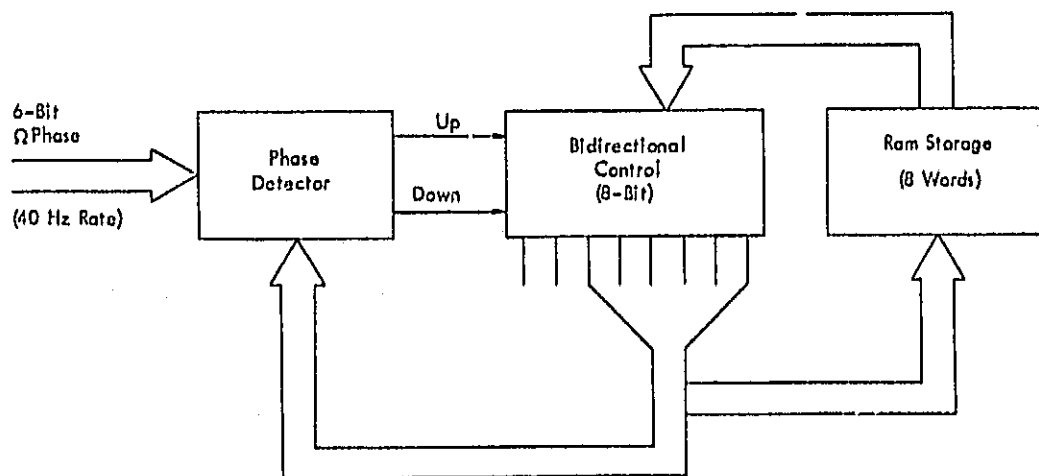 6-Bit
Ω Phase
(40 Hz Rate)
Phase
Detector
Up
Down
Bidirectional
Control
(8-Bit)
Ram Storage
(8 Words)